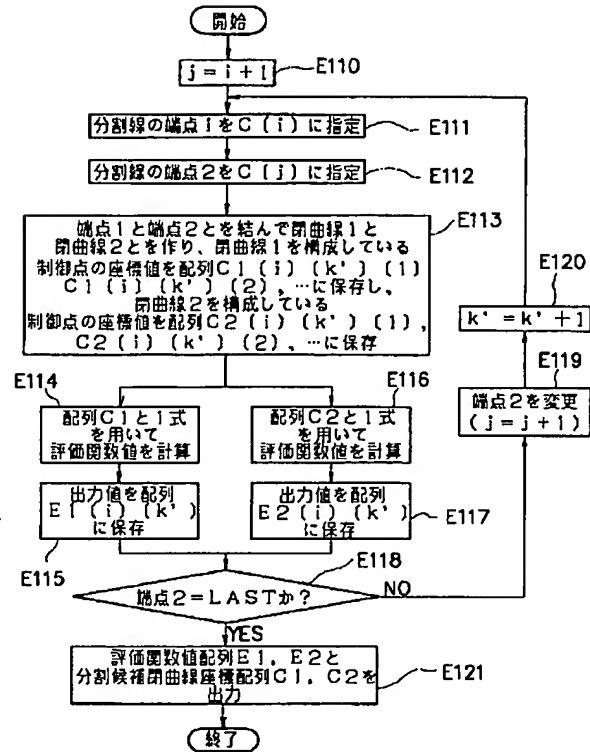 開始
j＝i＋1
E110
分割線の端点1をC(i)に指定
E111
分割線の端点2をC(j)に指定
E112
E113
端点1と端点2とを結んで閉曲線1と
閉曲線2とを作り、閉曲線1を構成している
制御点の座標値を配列C1(i)(k')(1)
C1(i)(k')(2)，…に保存し、
閉曲線2を構成している
制御点の座標値を配列C2(i)(k')(1)，
C2(i)(k')(2)，…に保存
E120
k'＝k'＋1
E119
端点2を変更
(j＝j＋1)
E114
配列C1と1式
を用いて
評価関数値を計算
E116
配列C2と1式
を用いて
評価関数値を計算
出力値を配列
E1(i)(k')
に保存
E115
出力値を配列
E2(i)(k')
に保存
E117
E118
端点2＝LASTか？
NO
YES
評価関数値配列E1，E2と
分割候補閉曲線座標配列C1，C2を
出力
E121
終了